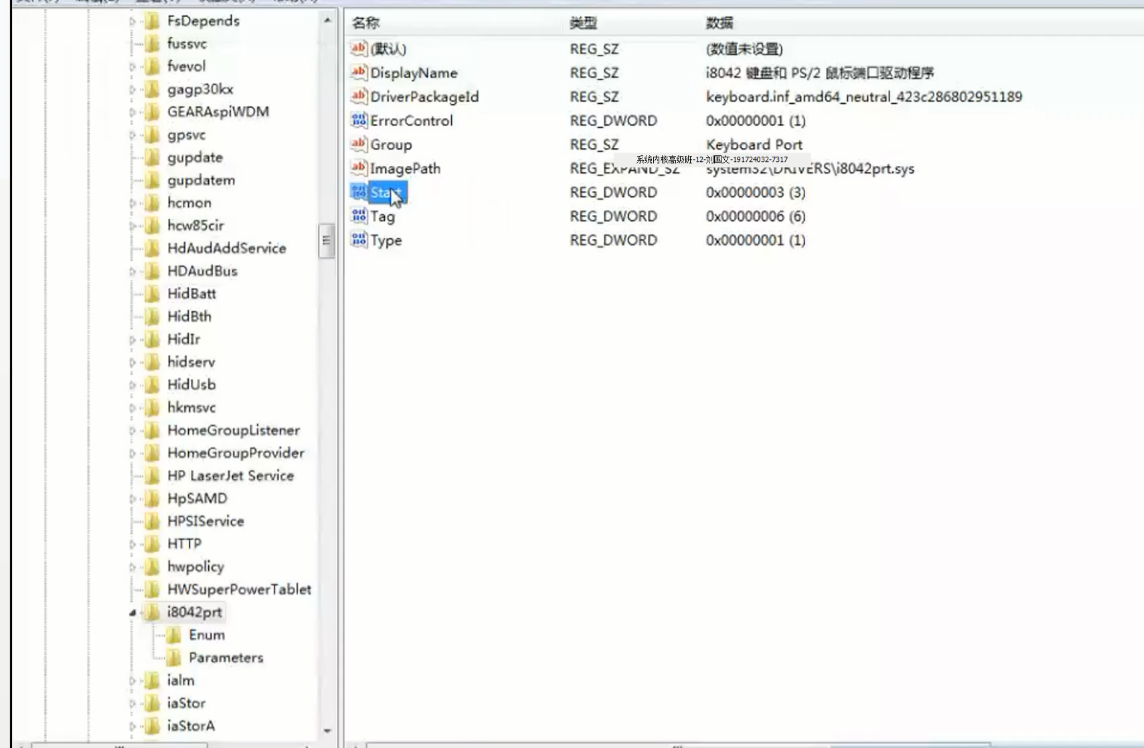 FsDepends
fussvc
fvevol
gagp30kx
GEARAspiWDM
gpsvc
gupdate
gupdatem
hcmon
hcw85cir
HdAudAddService
HDAudBus
HidBatt
HidBth
HidIr
hidserv
HidUsb
hkmsvc
HomeGroupListener
HomeGroupProvider
HP LaserJet Service
HpSAMD
HPSIService
HTTP
hwpolicy
HWSuperPowerTablet
i8042prt
Enum
Parameters
ialm
iaStor
iaStorA
名称 类型 数据
(默认) REG_SZ (数值未设置)
DisplayName REG_SZ i8042 键盘和 PS/2 鼠标端口驱动程序
DriverPackageId REG_SZ keyboard.inf_amd64_neutral_423c286802951189
ErrorControl REG_DWORD 0x00000001 (1)
Group REG_SZ Keyboard Port
系统内核高级班-12-刘国文-191724032-7317
ImagePath REG_EXPAND_SZ system32\DRIVERS\i8042prt.sys
Start REG_DWORD 0x00000003 (3)
Tag REG_DWORD 0x00000006 (6)
Type REG_DWORD 0x00000001 (1)